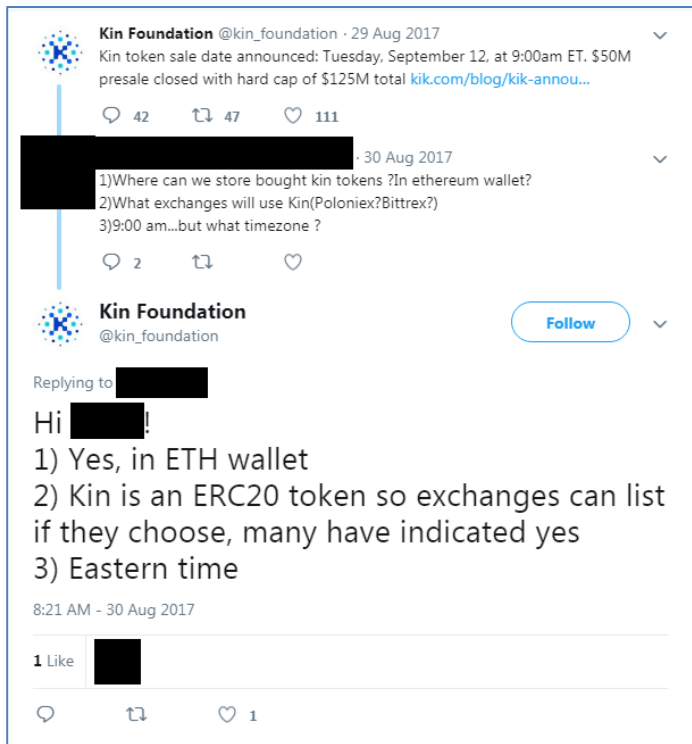 Kin Foundation @kin_foundation · 29 Aug 2017
Kin token sale date announced: Tuesday, September 12, at 9:00am ET. $50M
presale closed with hard cap of $125M total kik.com/blog/kik-annou...
42 47 111
· 30 Aug 2017
1)Where can we store bought kin tokens ?In ethereum wallet?
2)What exchanges will use Kin(Poloniex?Bittrex?)
3)9:00 am...but what timezone ?
2
Kin Foundation
@kin_foundation
Follow
Replying to
Hi !
1) Yes, in ETH wallet
2) Kin is an ERC20 token so exchanges can list
if they choose, many have indicated yes
3) Eastern time
8:21 AM - 30 Aug 2017
1 Like
1